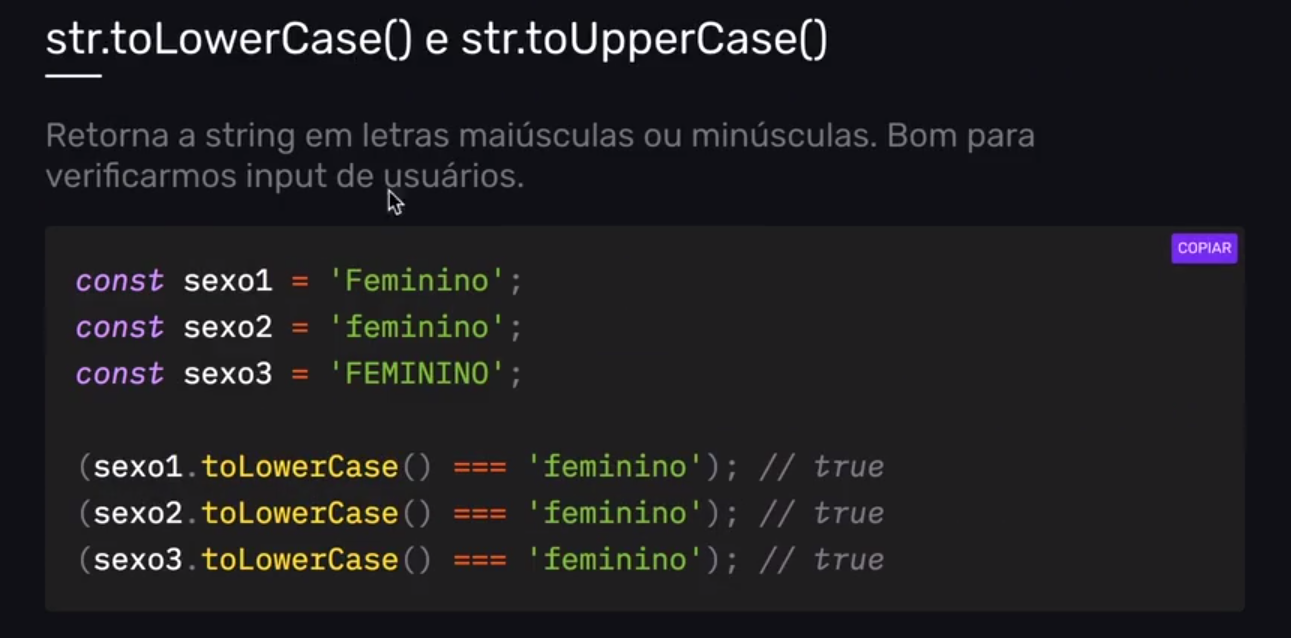 str.toLowerCase() e str.toUpperCase()
Retorna a string em letras maiúsculas ou minúsculas. Bom para
verificarmos input de usuários.
COPIAR
const sexo1 = 'Feminino';
const sexo2 = 'feminino';
const sexo3 = 'FEMININO';
(sexo1.toLowerCase() === 'feminino'); // true
(sexo2.toLowerCase() === 'feminino'); // true
(sexo3.toLowerCase() === 'feminino'); // true